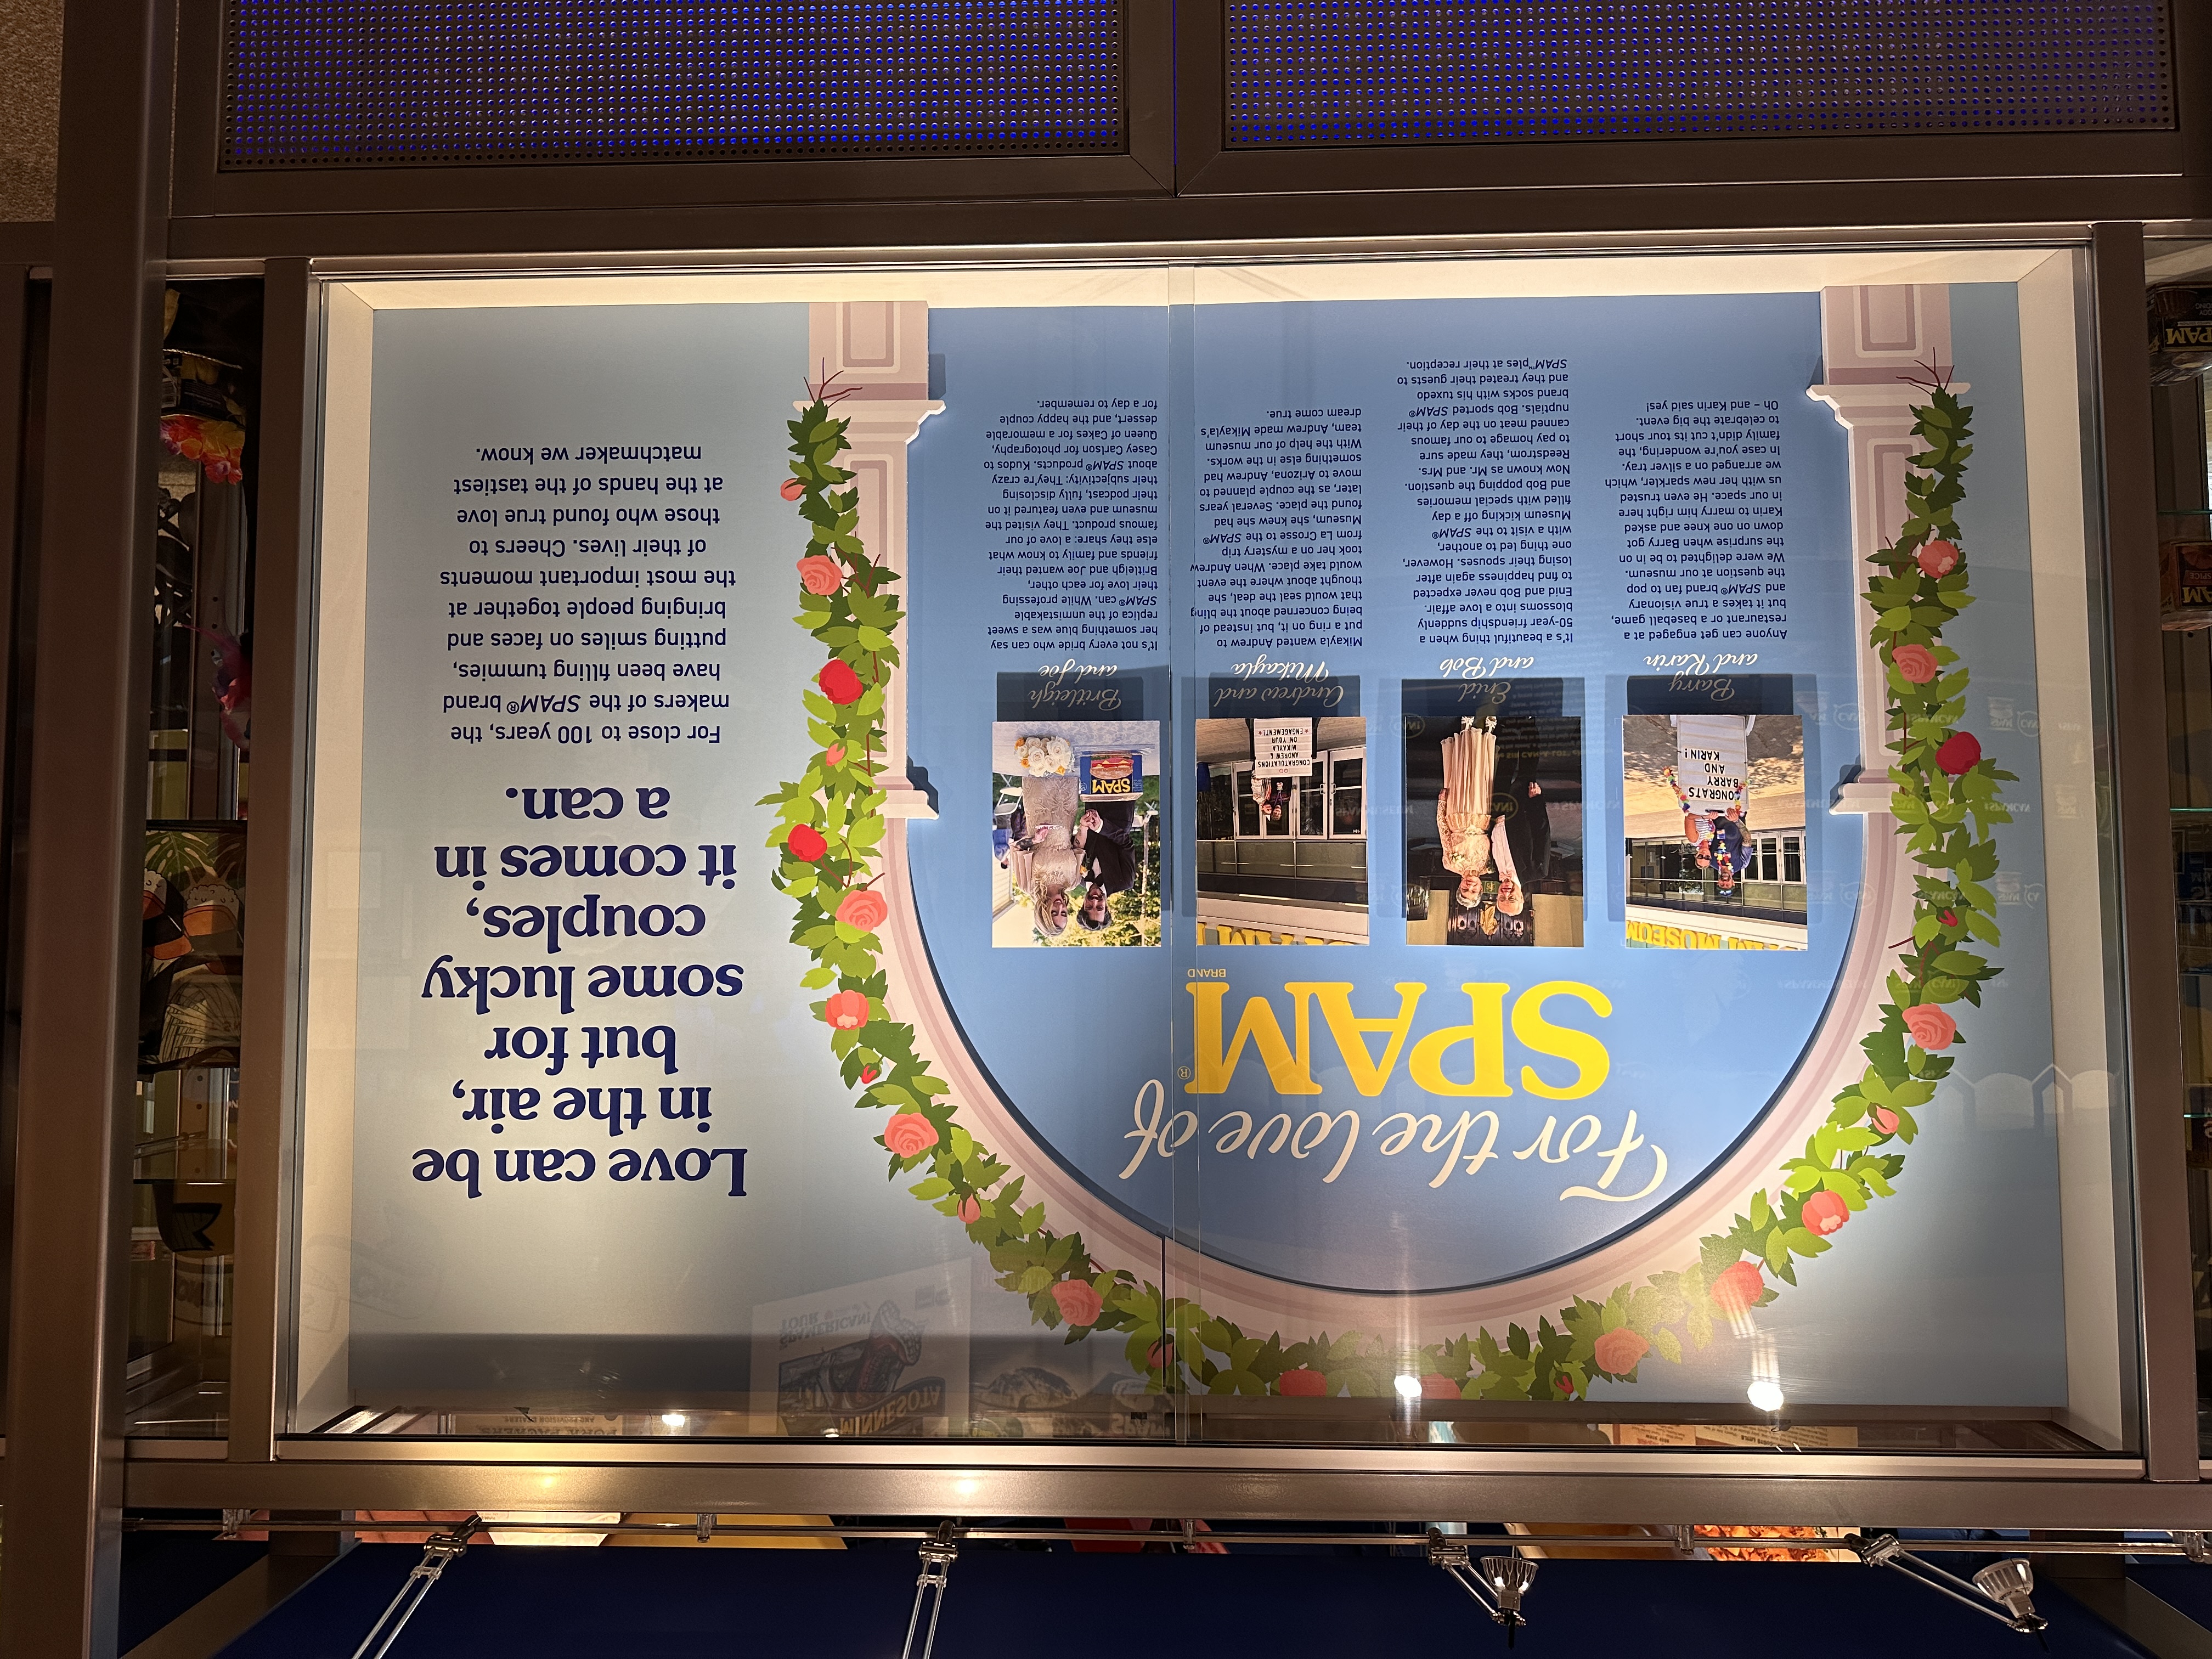 For the love of
SPAM®
BRAND
SPAM MUSEUM
CONGRATS
BARRY
AND
KARIN!
Barry
and Karin
Anyone can get engaged at a
restaurant or a baseball game,
but it takes a true visionary
and SPAM® brand fan to pop
the question at our museum.
We were delighted to be in on
the surprise when Barry got
down on one knee and asked
Karin to marry him right here
in our space. He even trusted
us with her new sparkler, which
we arranged on a silver tray.
In case you're wondering, the
family didn't cut its tour short
to celebrate the big event.
Oh – and Karin said yes!
Enid
and Bob
It's a beautiful thing when a
50-year friendship suddenly
blossoms into a love affair.
Enid and Bob never expected
to find happiness again after
losing their spouses. However,
one thing led to another,
with a visit to the SPAM®
Museum kicking off a day
filled with special memories
and Bob popping the question.
Now known as Mr. and Mrs.
Redestrom, they made sure
to pay homage to our famous
canned meat on the day of their
nuptials. Bob sported SPAM®
brand socks with his tuxedo
and they treated their guests to
SPAM™ples at their reception.
CONGRATULATIONS
ANDREW &
MIKAYLA
ON YOUR
ENGAGEMENT!
Andrew and
Mikayla
Mikayla wanted Andrew to
put a ring on it, but instead of
being concerned about the bling
that would seal the deal, she
thought about where the event
would take place. When Andrew
took her on a mystery trip
from La Crosse to the SPAM®
Museum, she knew she had
found the place. Several years
later, as the couple planned to
move to Arizona, Andrew had
something else in the works.
With the help of our museum
team, Andrew made Mikayla's
dream come true.
SPAM
Britleigh
and Joe
It's not every bride who can say
her something blue was a sweet
replica of the unmistakable
SPAM® can. While professing
their love for each other,
Britleigh and Joe wanted their
friends and family to know what
else they share: a love of our
famous product. They visited the
museum and even featured it on
their podcast, fully disclosing
their subjectivity: They're crazy
about SPAM® products. Kudos to
Casey Carlson for photography,
Queen of Cakes for a memorable
dessert, and the happy couple
for a day to remember.
Love can be
in the air,
but for
some lucky
couples,
it comes in
a can.
For close to 100 years, the
makers of the SPAM® brand
have been filling tummies,
putting smiles on faces and
bringing people together at
the most important moments
of their lives. Cheers to
those who found true love
at the hands of the tastiest
matchmaker we know.
MINNESOTA
SPAMERICAN
TOUR